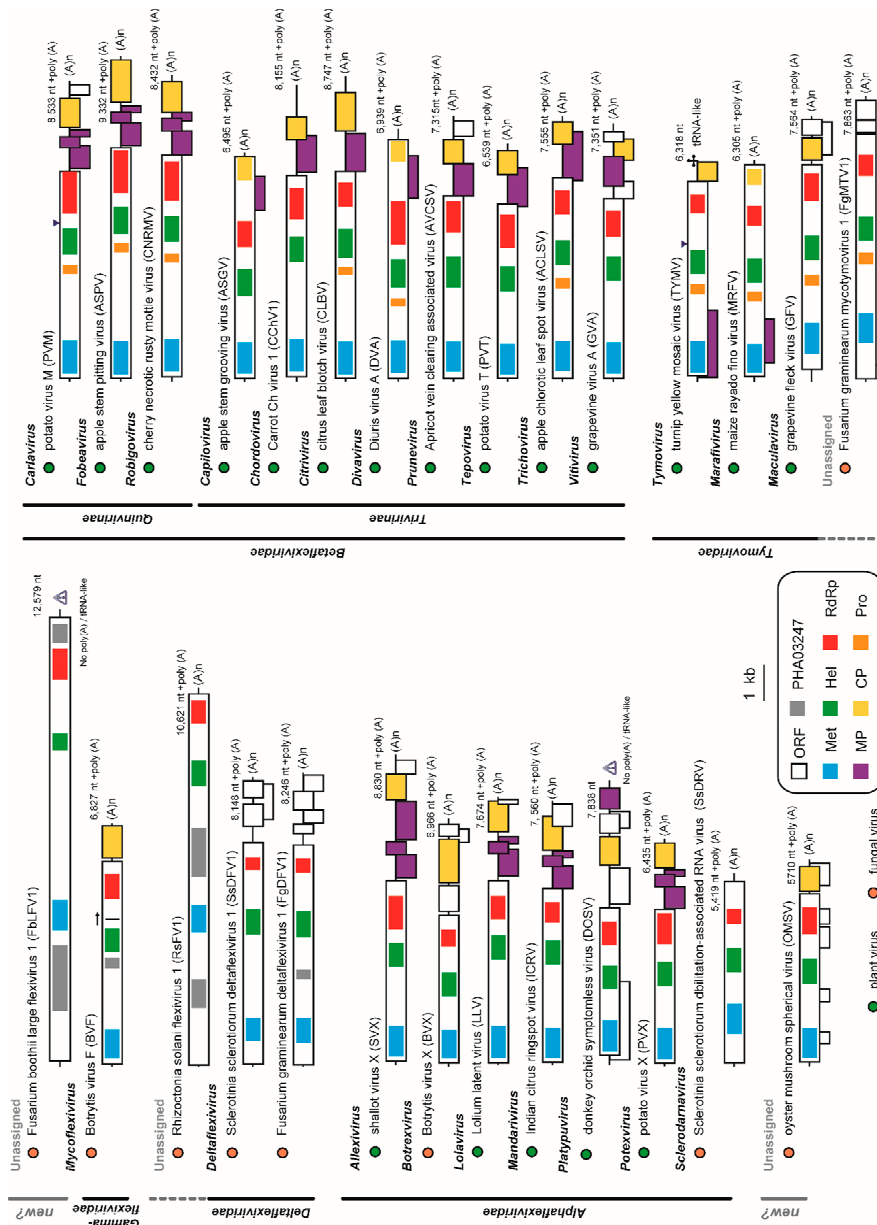 new?
Unassigned
Fusarium boothii large flexivirus 1 (FbLFV1)
12,579 nt
No poly(A) / tRNA-like
Gamma-
flexiviridae
Mycoflexivirus
Botrytis virus F (BVF)
6,827 nt +poly (A)
(A)n
Unassigned
Rhizoctonia solani flexivirus 1 (RsFV1)
10,621 nt +poly (A)
(A)n
Deltaflexiviridae
Deltaflexivirus
Sclerotinia sclerotiorum deltaflexivirus 1 (SsDFV1)
8,148 nt +poly (A)
(A)n
Fusarium graminearum deltaflexivirus 1 (FgDFV1)
8,246 nt +poly (A)
(A)n
Alphaflexiviridae
Allexivirus
shallot virus X (SVX)
8,830 nt +poly (A)
(A)n
Botrexvirus
Botrytis virus X (BVX)
6,966 nt +poly (A)
(A)n
Lolavirus
Lolium latent virus (LLV)
7,674 nt +poly (A)
(A)n
Mandarivirus
Indian citrus ringspot virus (ICRV)
7,560 nt +poly (A)
(A)n
Platypuvirus
donkey orchid symptomless virus (DOSV)
7,838 nt
No poly(A) / tRNA-like
Potexvirus
potato virus X (PVX)
6,435 nt +poly (A)
(A)n
Sclerodarnavirus
Sclerotinia sclerotiorum dbilitation-associated RNA virus (SsDRV)
5,419 nt +poly (A)
(A)n
new?
Unassigned
oyster mushroom spherical virus (OMSV)
5710 nt +poly (A)
(A)n
Betaflexiviridae
Quinvirinae
Carlavirus
potato virus M (PVM)
8,533 nt +poly (A)
(A)n
Fobeavirus
apple stem pitting virus (ASPV)
9,332 nt +poly (A)
(A)n
Robigovirus
cherry necrotic rusty mottle virus (CNRMV)
8,432 nt +poly (A)
(A)n
Trivirinae
Capilovirus
apple stem grooving virus (ASGV)
6,495 nt +poly (A)
(A)n
Chordovirus
Carrot Ch virus 1 (CChV1)
8,155 nt +poly (A)
(A)n
Citrivirus
citrus leaf blotch virus (CLBV)
8,747 nt +poly (A)
(A)n
Divavirus
Diuris virus A (DVA)
6,939 nt +poly (A)
(A)n
Prunevirus
Apricot vein clearing associated virus (AVCSV)
7,315nt +poly (A)
(A)n
Tepovirus
potato virus T (PVT)
6,539 nt +poly (A)
(A)n
Trichovirus
apple chlorotic leaf spot virus (ACLSV)
7,555 nt +poly (A)
(A)n
Vitivirus
grapevine virus A (GVA)
7,351 nt +poly (A)
(A)n
Tymoviridae
Tymovirus
turnip yellow mosaic virus (TYMV)
6,318 nt
tRNA-like
Marafivirus
maize rayado fino virus (MRFV)
6,305 nt +poly (A)
(A)n
Maculavirus
grapevine fleck virus (GFV)
7,564 nt +poly (A)
(A)n
Unassigned
Fusarium graminearum mycotymovirus 1 (FgMTV1)
7,863 nt +poly (A)
(A)n
1 kb
ORF
PHA03247
Met
Hel
RdRp
MP
CP
Pro
plant virus
fungal virus